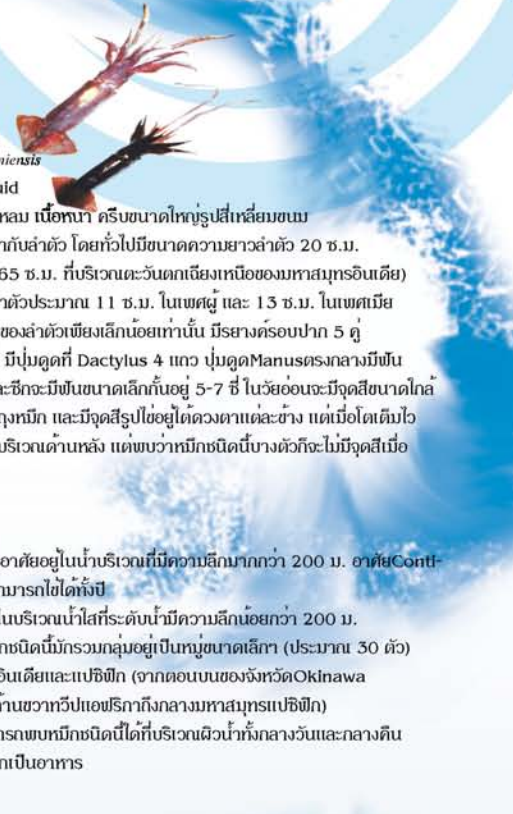 niensis
uid
หลม เนื้อหนา ครีบขนาดใหญ่รูปสี่เหลี่ยมขนม
ากับลำตัว โดยทั่วไปมีขนาดความยาวลำตัว 20 ซ.ม.
65 ซ.ม. ที่บริเวณตะวันตกเฉียงเหนือของมหาสมุทรอินเดีย)
าตัวประมาณ 11 ซ.ม. ในเพศผู้ และ 13 ซ.ม. ในเพศเมีย
ของลำตัวเพียงเล็กน้อยเท่านั้น มีรยางค์รอบปาก 5 คู่
มีปุ่มดูดที่ Dactylus 4 แถว ปุ่มดูดManusตรงกลางมีฟัน
ละซีกจะมีฟันขนาดเล็กกั้นอยู่ 5-7 ซี่ ในวัยอ่อนจะมีจุดสีขนาดใกล้
ถุงหมึก และมีจุดสีรูปไข่อยู่ใต้ดวงตาแต่ละข้าง แต่เมื่อโตเต็มไว
บริเวณด้านหลัง แต่พบว่าหมึกชนิดนี้บางตัวก็จะไม่มีจุดสีเมื่อ
อาศัยอยู่ในน้ำบริเวณที่มีความลึกมากกว่า 200 ม. อาศัยConti-
ามารถไข่ได้ทั้งปี
ในบริเวณน้ำใสที่ระดับน้ำมีความลึกน้อยกว่า 200 ม.
กชนิดนี้มักรวมกลุ่มอยู่เป็นหมู่ขนาดเล็กๆ (ประมาณ 30 ตัว)
อินเดียและแปซิฟิก (จากตอนบนของจังหวัดOkinawa
ด้านขวาทวีปแอฟริกาถึงกลางมหาสมุทรแปซิฟิก)
ารถพบหมึกชนิดนี้ได้ที่บริเวณผิวน้ำทั้งกลางวันและกลางคืน
กเป็นอาหาร